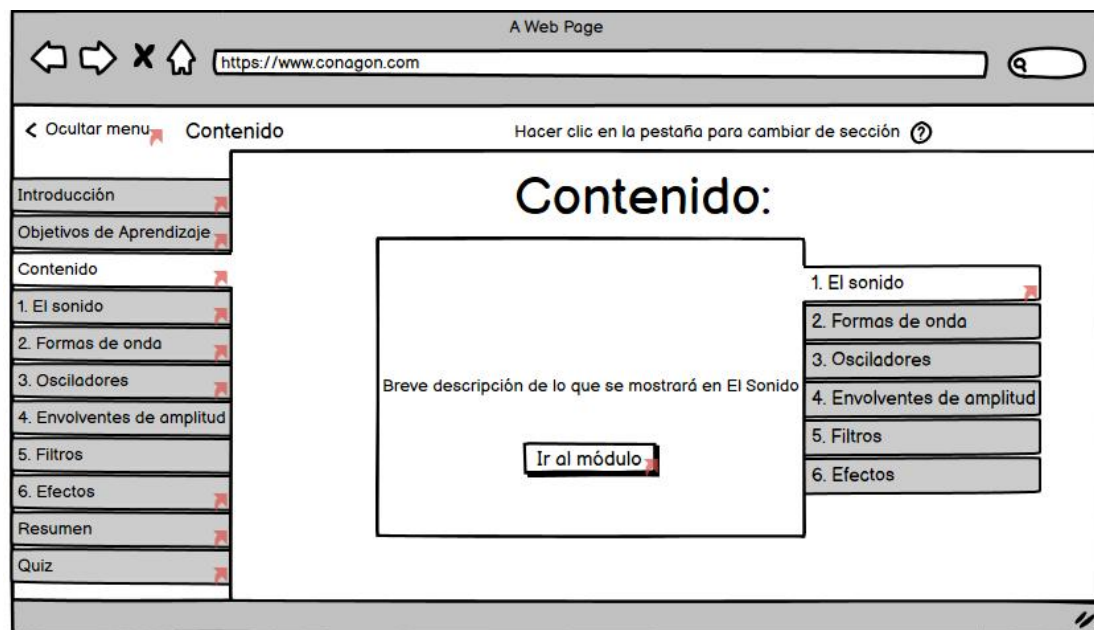 A Web Page
https://www.conagon.com
Ocultar menu
Contenido
Hacer clic en la pestaña para cambiar de sección ?
Introducción
Objetivos de Aprendizaje
Contenido
1. El sonido
2. Formas de onda
3. Osciladores
4. Envolventes de amplitud
5. Filtros
6. Efectos
Resumen
Quiz
Contenido:
Breve descripción de lo que se mostrará en El Sonido
Ir al módulo
1. El sonido
2. Formas de onda
3. Osciladores
4. Envolventes de amplitud
5. Filtros
6. Efectos